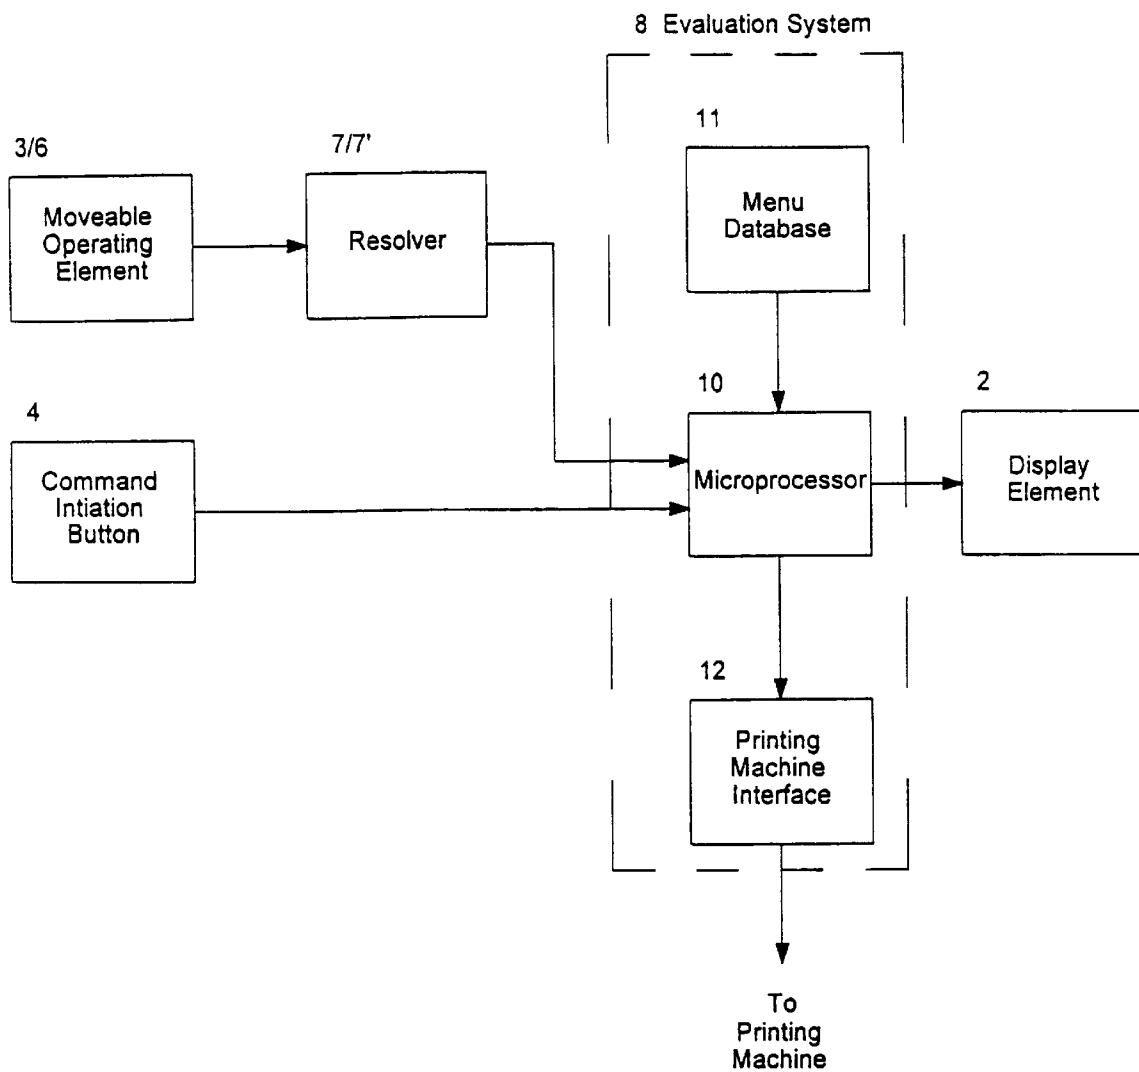 8 Evaluation System
11
3/6
7/7'
Moveable
Operating
Element
Resolver
Menu
Database
10
2
4
Command
Intiation
Button
Microprocessor
Display
Element
12
Printing
Machine
Interface
To
Printing
Machine